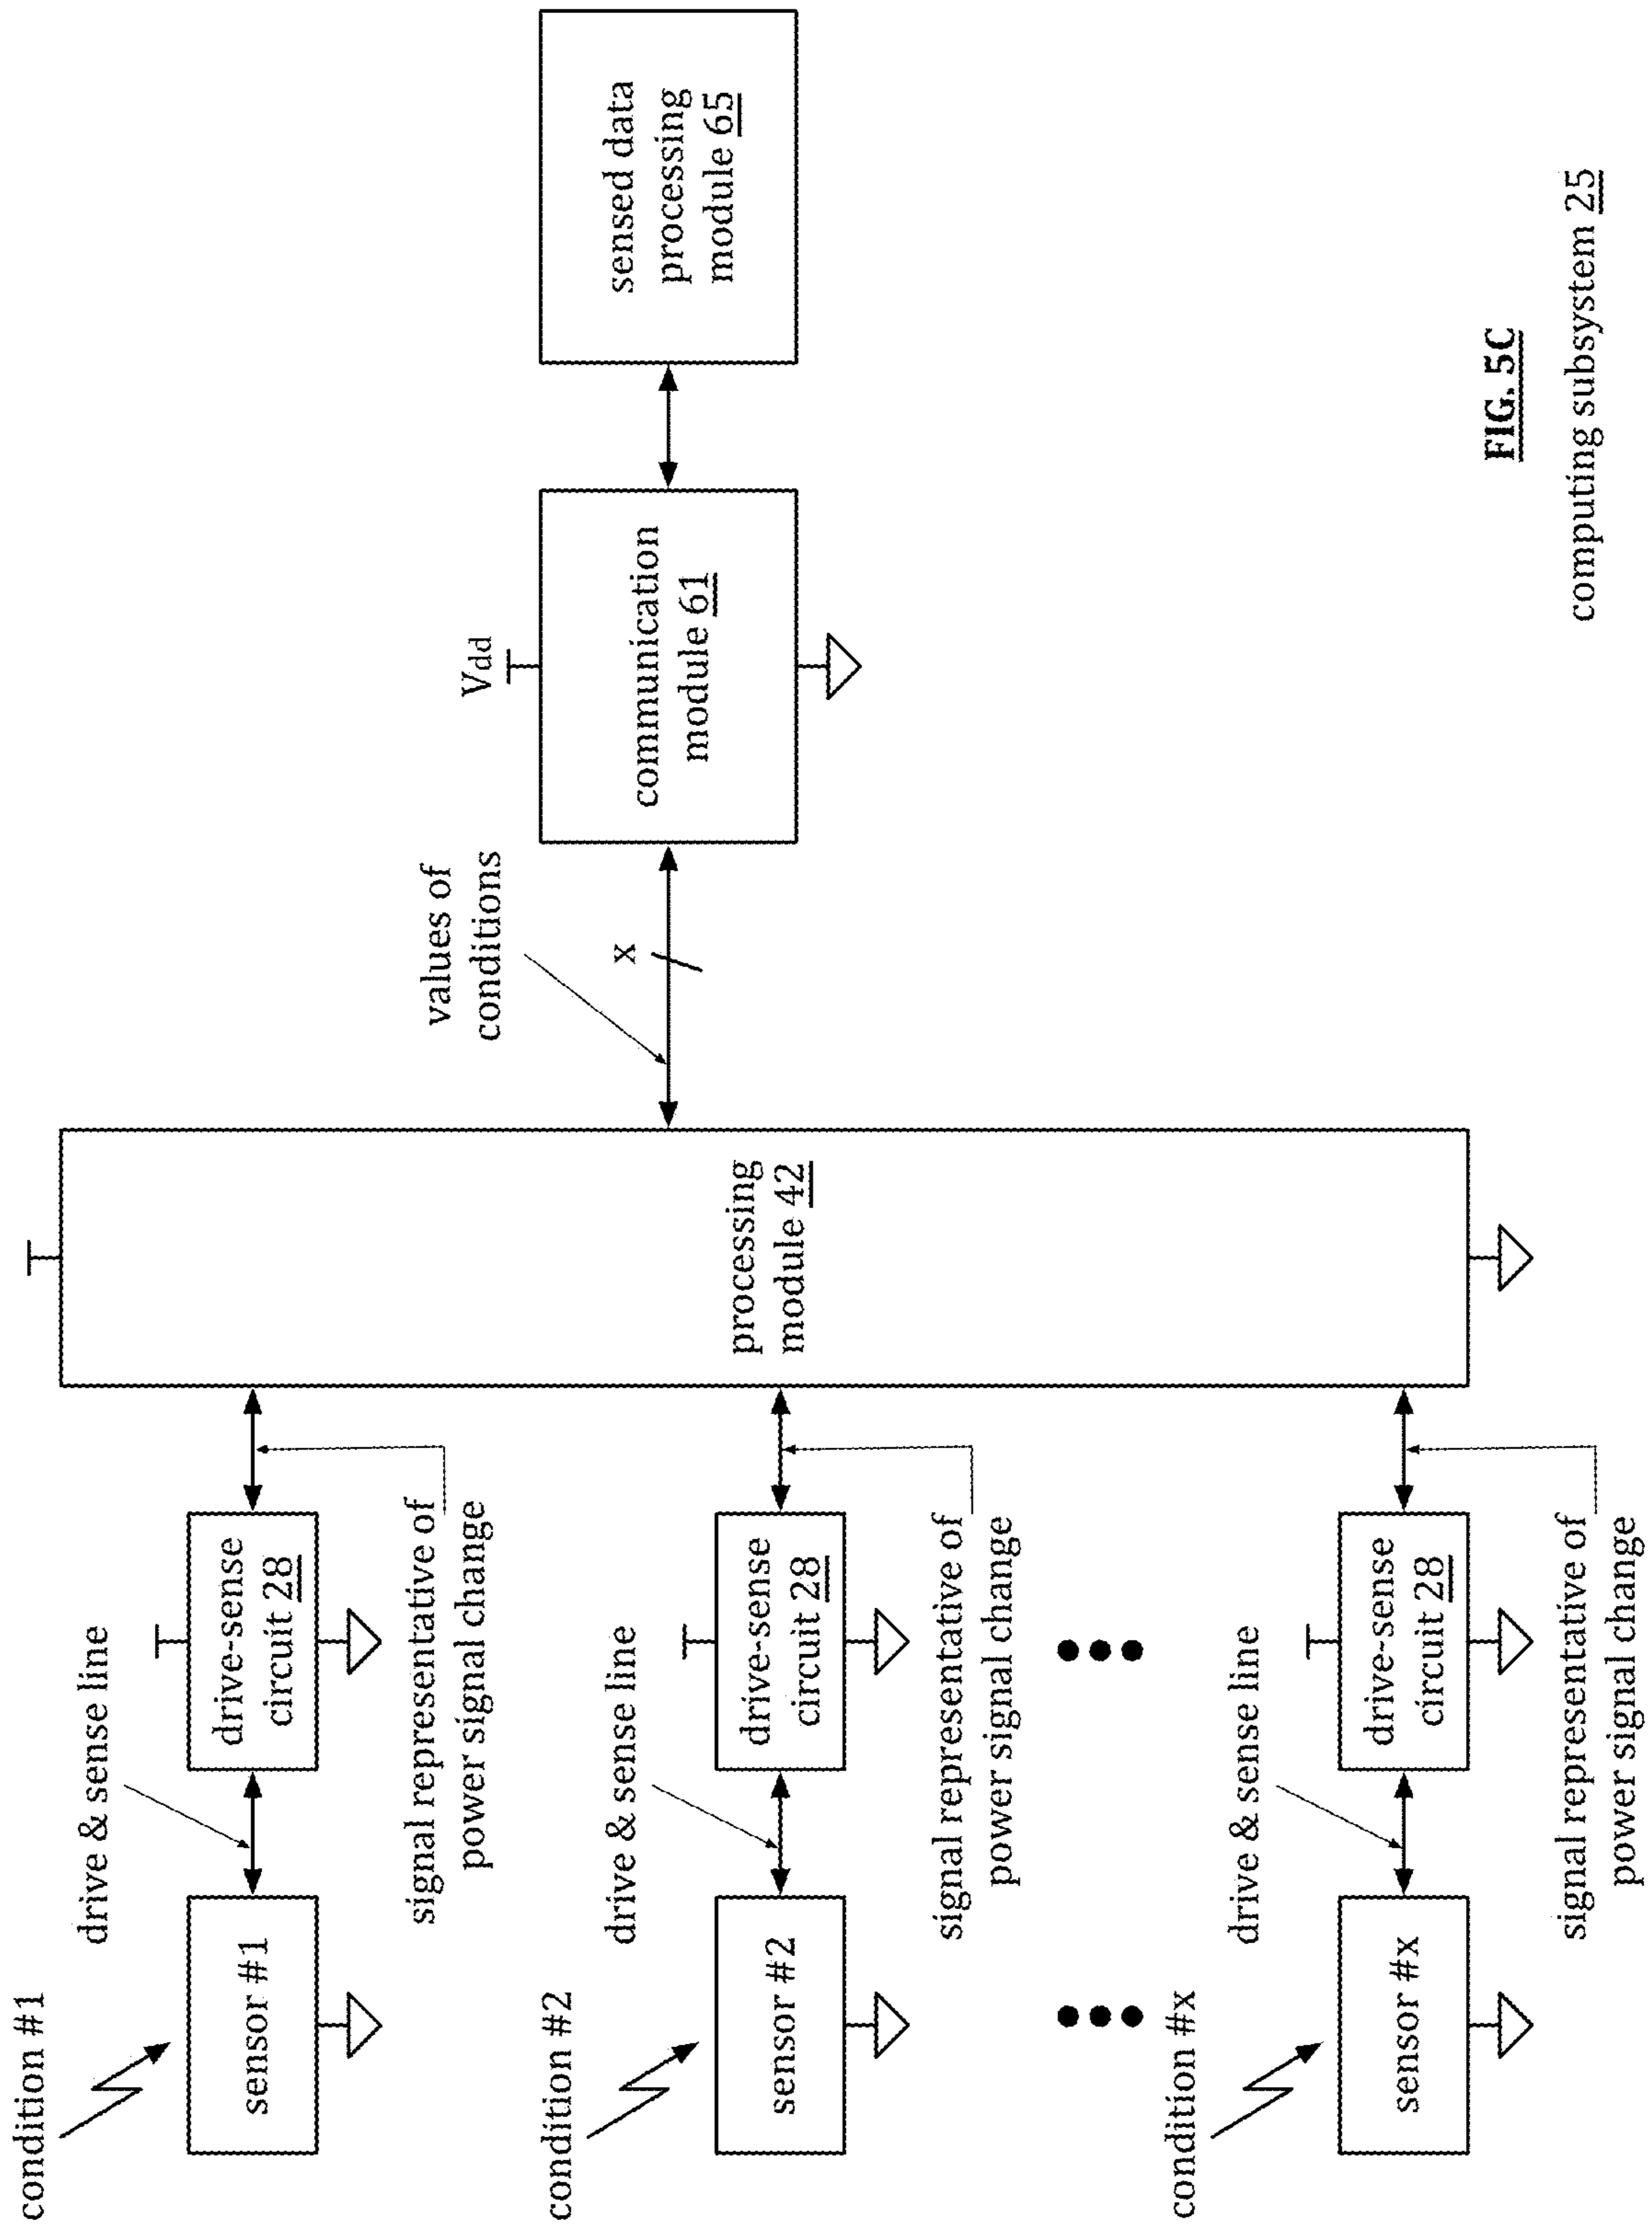 condition #1
drive & sense line
sensor #1
drive-sense
circuit 28
signal representative of
power signal change
condition #2
drive & sense line
sensor #2
drive-sense
circuit 28
signal representative of
power signal change
condition #x
drive & sense line
sensor #x
drive-sense
circuit 28
signal representative of
power signal change
processing
module 42
values of
conditions
x
Vdd
communication
module 61
sensed data
processing
module 65
FIG. 5C
computing subsystem 25